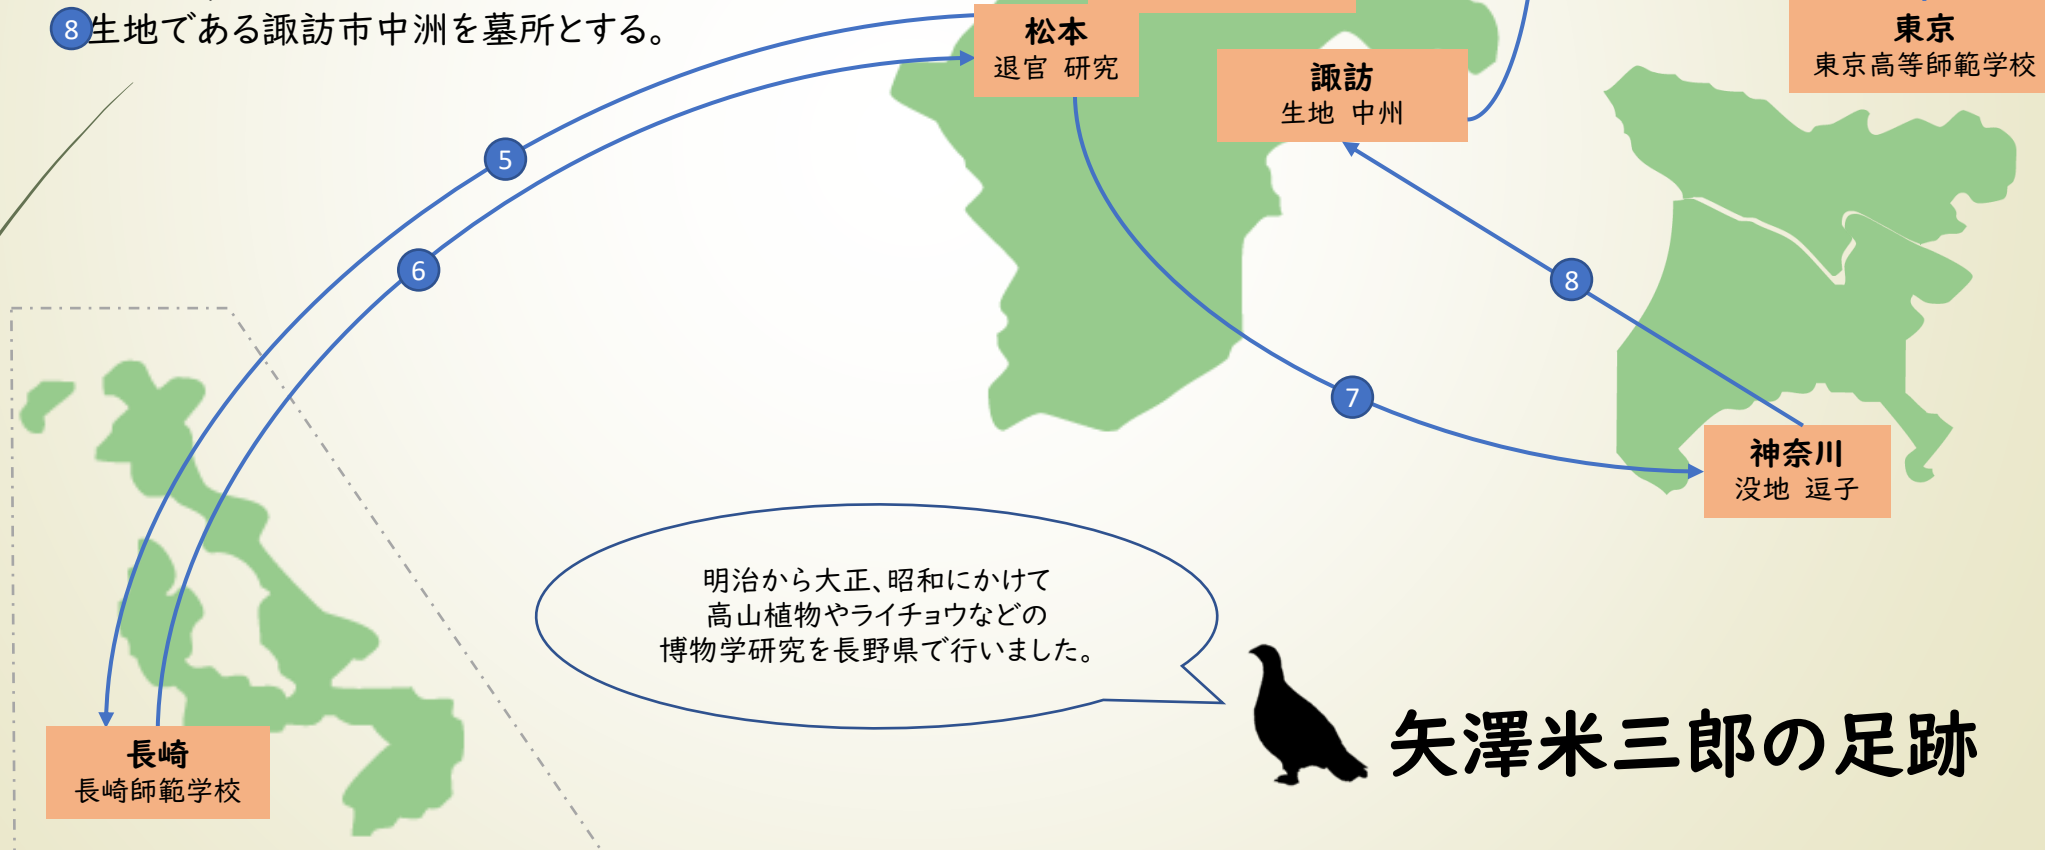 8生地である諏訪市中洲を墓所とする。
松本
退官 研究
諏訪
生地 中州
東京
東京高等師範学校
5
6
8
7
神奈川
没地 逗子
明治から大正、昭和にかけて
高山植物やライチョウなどの
博物学研究を長野県で行いました。
長崎
長崎師範学校
矢澤米三郎の足跡